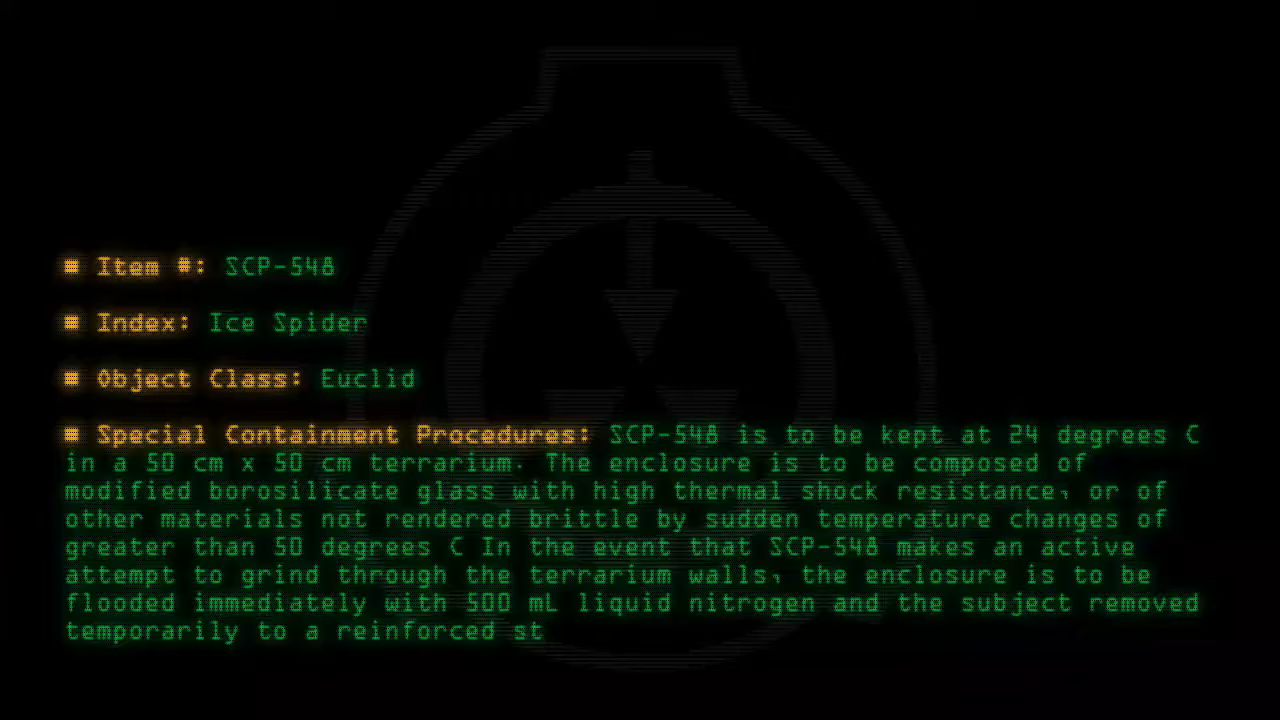 ■ Item #: SCP-548
■ Index: Ice Spider
■ Object Class: Euclid
■ Special Containment Procedures: SCP-548 is to be kept at 24 degrees C
in a 50 cm x 50 cm terrarium. The enclosure is to be composed of
modified borosilicate glass with high thermal shock resistance, or of
other materials not rendered brittle by sudden temperature changes of
greater than 50 degrees C In the event that SCP-548 makes an active
attempt to grind through the terrarium walls, the enclosure is to be
flooded immediately with 500 mL liquid nitrogen and the subject removed
temporarily to a reinforced st